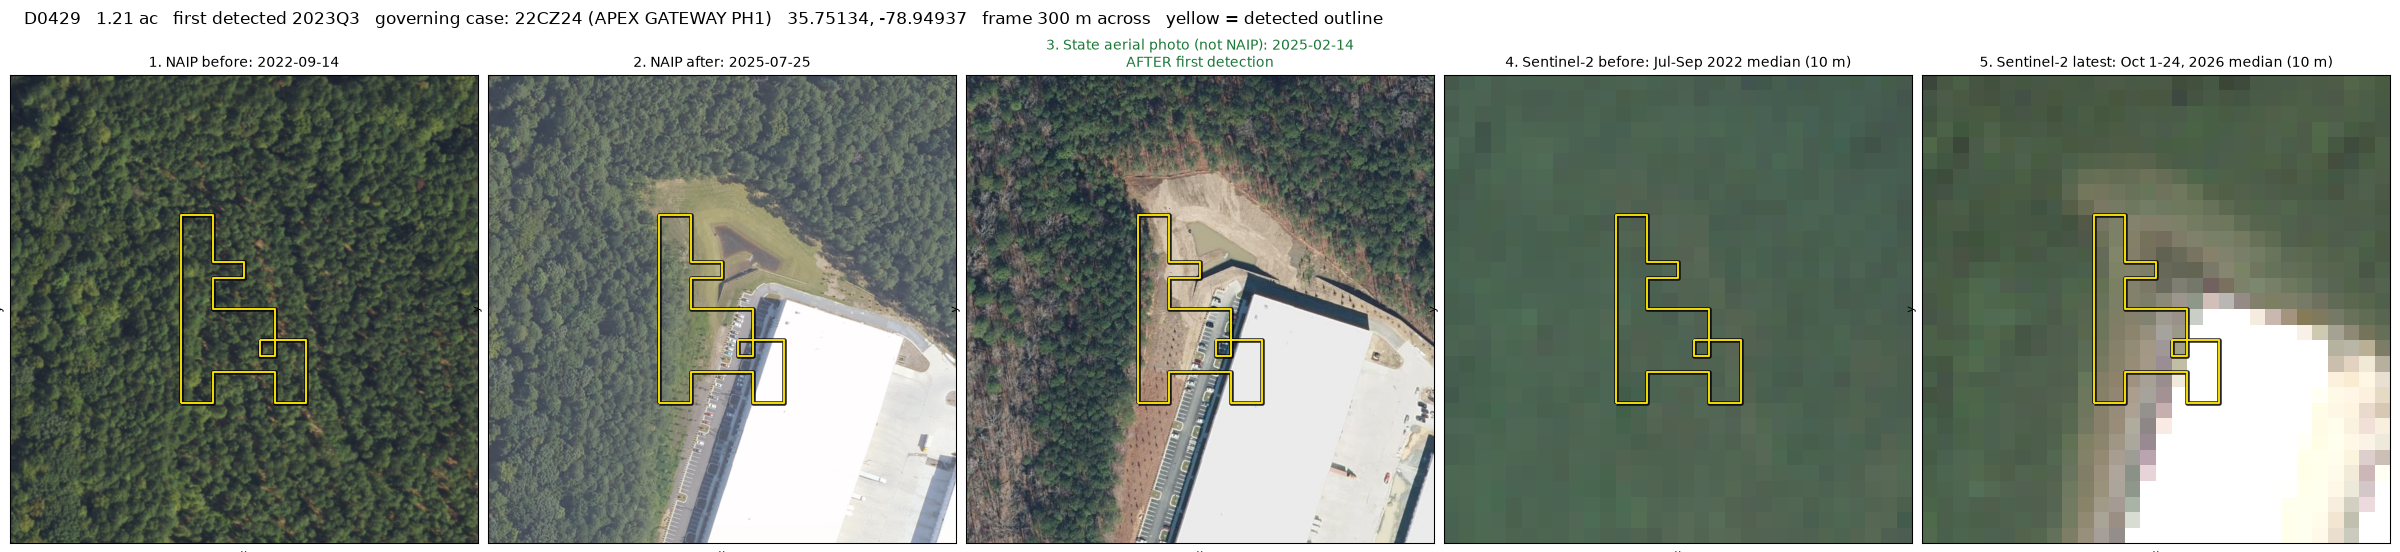 D0429   1.21 ac   first detected 2023Q3   governing case: 22CZ24 (APEX GATEWAY PH1)   35.75134, -78.94937   frame 300 m across   yellow = detected outline
1. NAIP before: 2022-09-14
2. NAIP after: 2025-07-25
3. State aerial photo (not NAIP): 2025-02-14
AFTER first detection
4. Sentinel-2 before: Jul-Sep 2022 median (10 m)
5. Sentinel-2 latest: Oct 1-24, 2026 median (10 m)